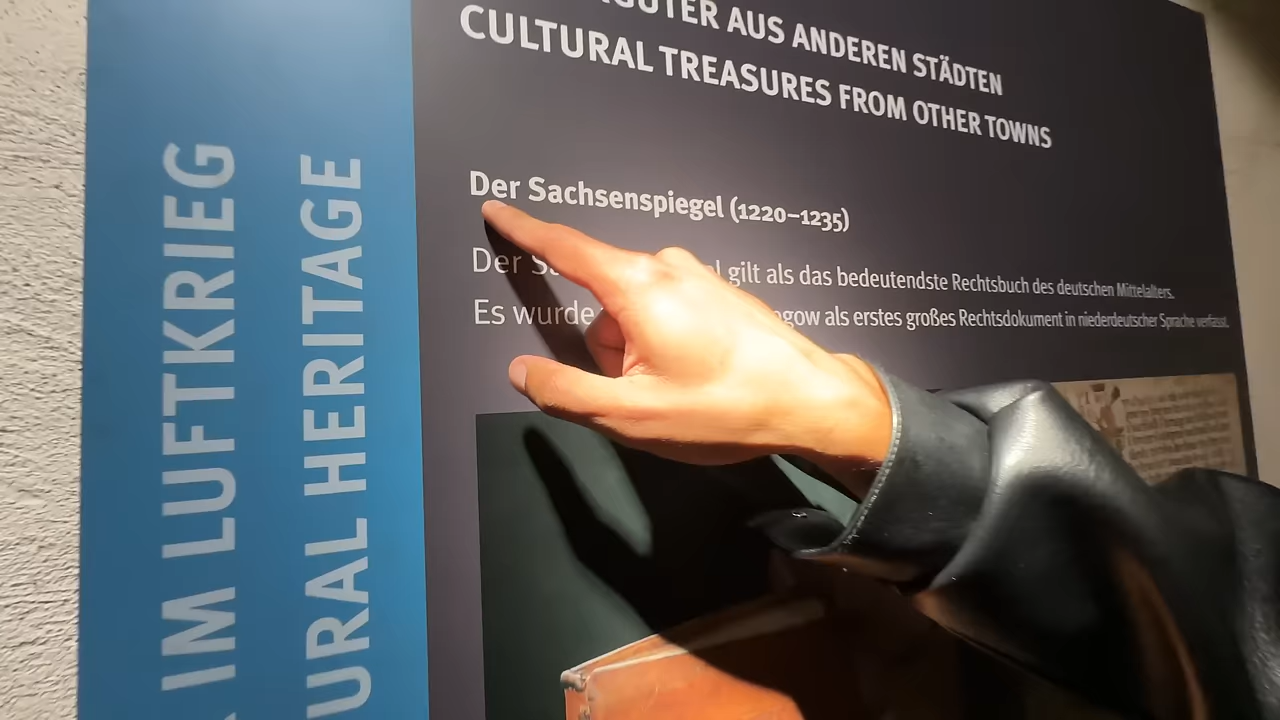 AUS ANDEREN STÄDTEN
CULTURAL TREASURES FROM OTHER TOWNS
Der Sachsenspiegel (1220–1235)
Der gilt als das bedeutendste Rechtsbuch des deutschen Mittelalters.
Es wurde als erstes großes Rechtsdokument in niederdeutscher Sprache verfasst.
IM LUFTKRIEG
URAL HERITAGE